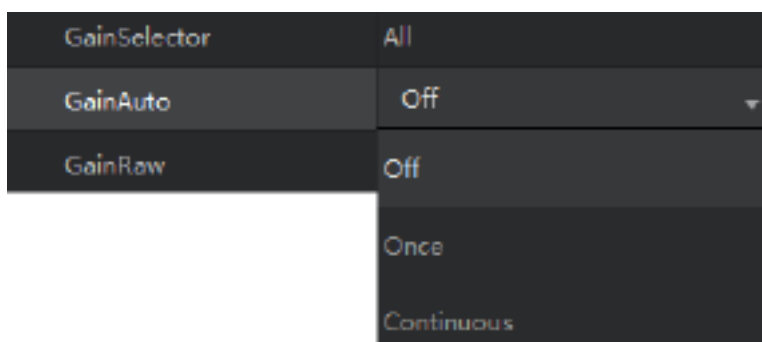 GainSelector All
GainAuto Off
GainRaw Off
Once
Continuous